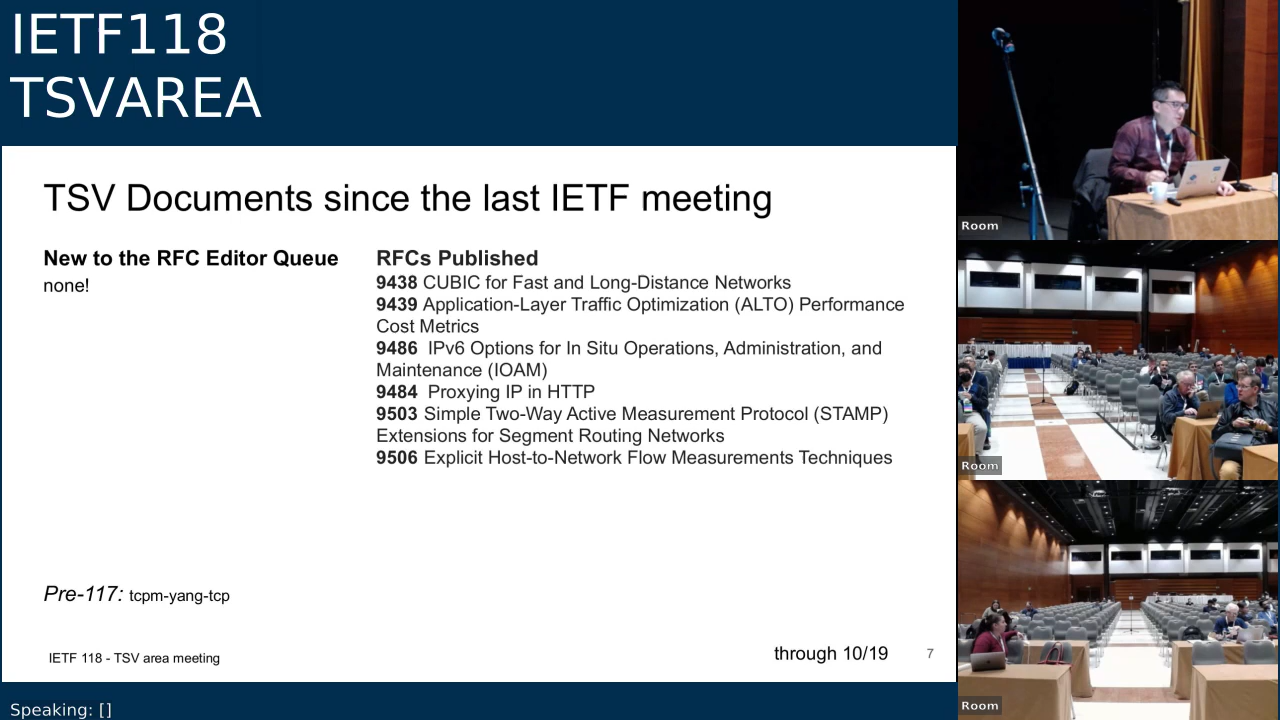 IETF118
TSVAREA
TSV Documents since the last IETF meeting
New to the RFC Editor Queue
none!
RFCs Published
9438 CUBIC for Fast and Long-Distance Networks
9439 Application-Layer Traffic Optimization (ALTO) Performance
Cost Metrics
9486 IPv6 Options for In Situ Operations, Administration, and
Maintenance (IOAM)
9484 Proxying IP in HTTP
9503 Simple Two-Way Active Measurement Protocol (STAMP)
Extensions for Segment Routing Networks
9506 Explicit Host-to-Network Flow Measurements Techniques
Pre-117: tcpm-yang-tcp
IETF 118 - TSV area meeting
through 10/19
7
Speaking: []
Room
Room
Room